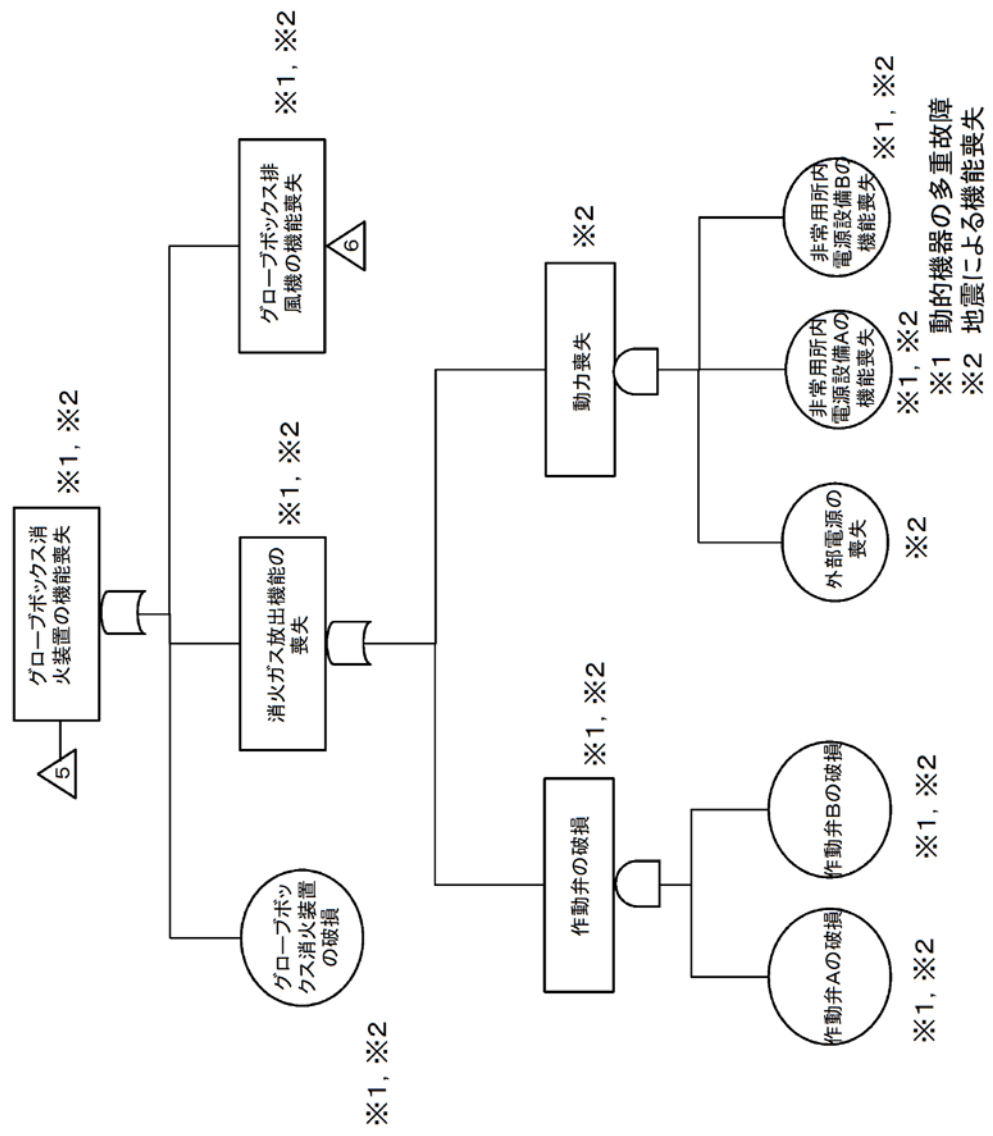 グローブボックス消
火装置の機能喪失
※1, ※2
5
グローブボッ
クス消火装置
の破損
※1, ※2
消火ガス放出機能の
喪失
※1, ※2
グローブボックス排
風機の機能喪失
※1, ※2
6
作動弁の破損
※1, ※2
動力喪失
※2
作動弁Aの破損
※1, ※2
作動弁Bの破損
※1, ※2
外部電源の
喪失
※2
非常用所内
電源設備Aの
機能喪失
※1, ※2
非常用所内
電源設備Bの
機能喪失
※1, ※2
※1 動的機器の多重故障
※2 地震による機能喪失